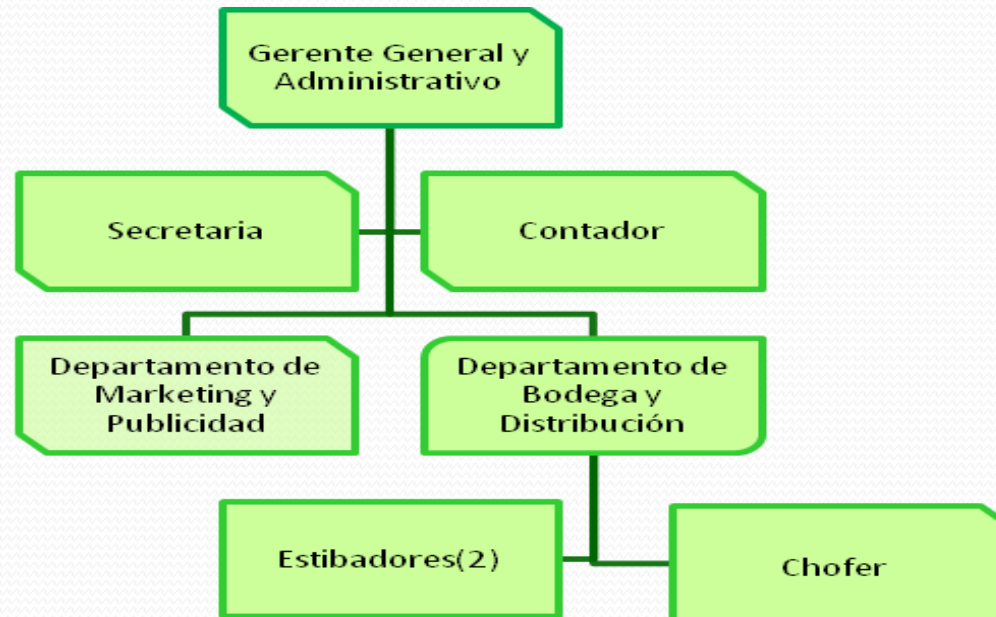 Gerente General y
Administrativo
Secretaria
Contador
Departamento de
Marketing y
Publicidad
Departamento de
Bodega y
Distribución
Estibadores(2)
Chofer